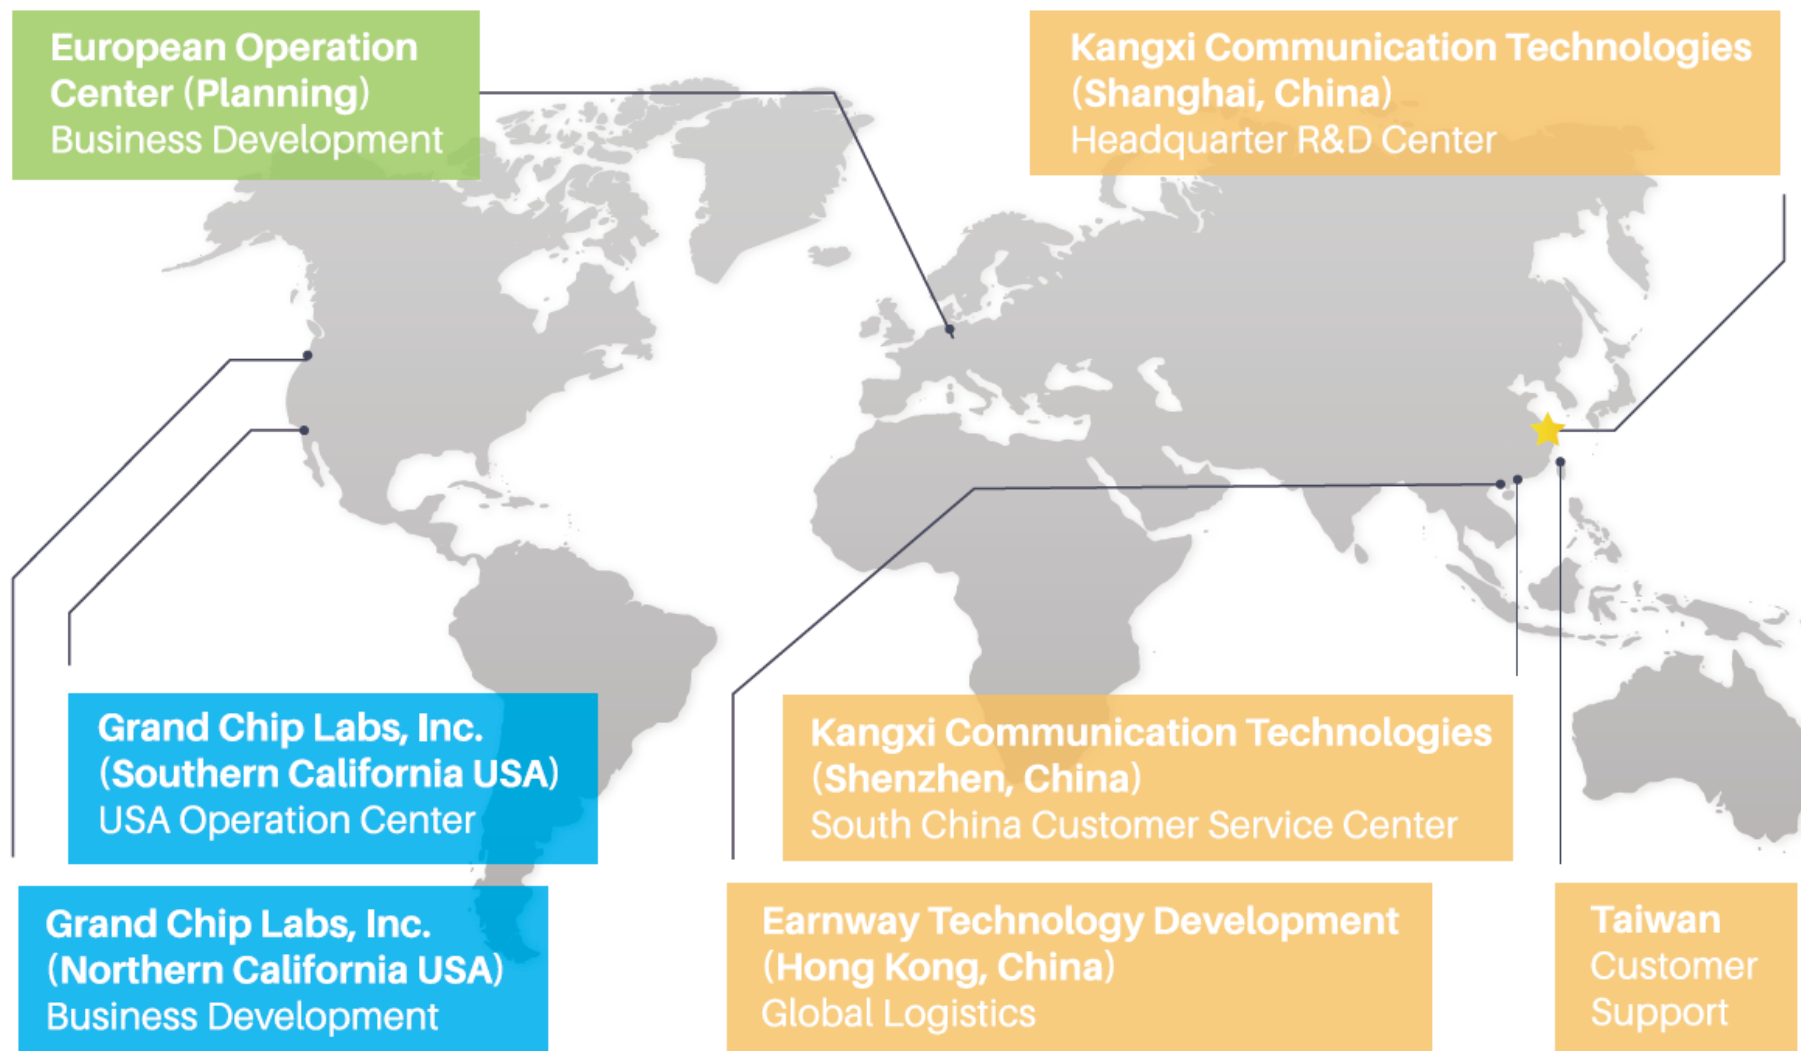 European Operation
Center (Planning)
Business Development
Kangxi Communication Technologies
(Shanghai, China)
Headquarter R&D Center
Grand Chip Labs, Inc.
(Southern California USA)
USA Operation Center
Kangxi Communication Technologies
(Shenzhen, China)
South China Customer Service Center
Grand Chip Labs, Inc.
(Northern California USA)
Business Development
Earnway Technology Development
(Hong Kong, China)
Global Logistics
Taiwan
Customer
Support